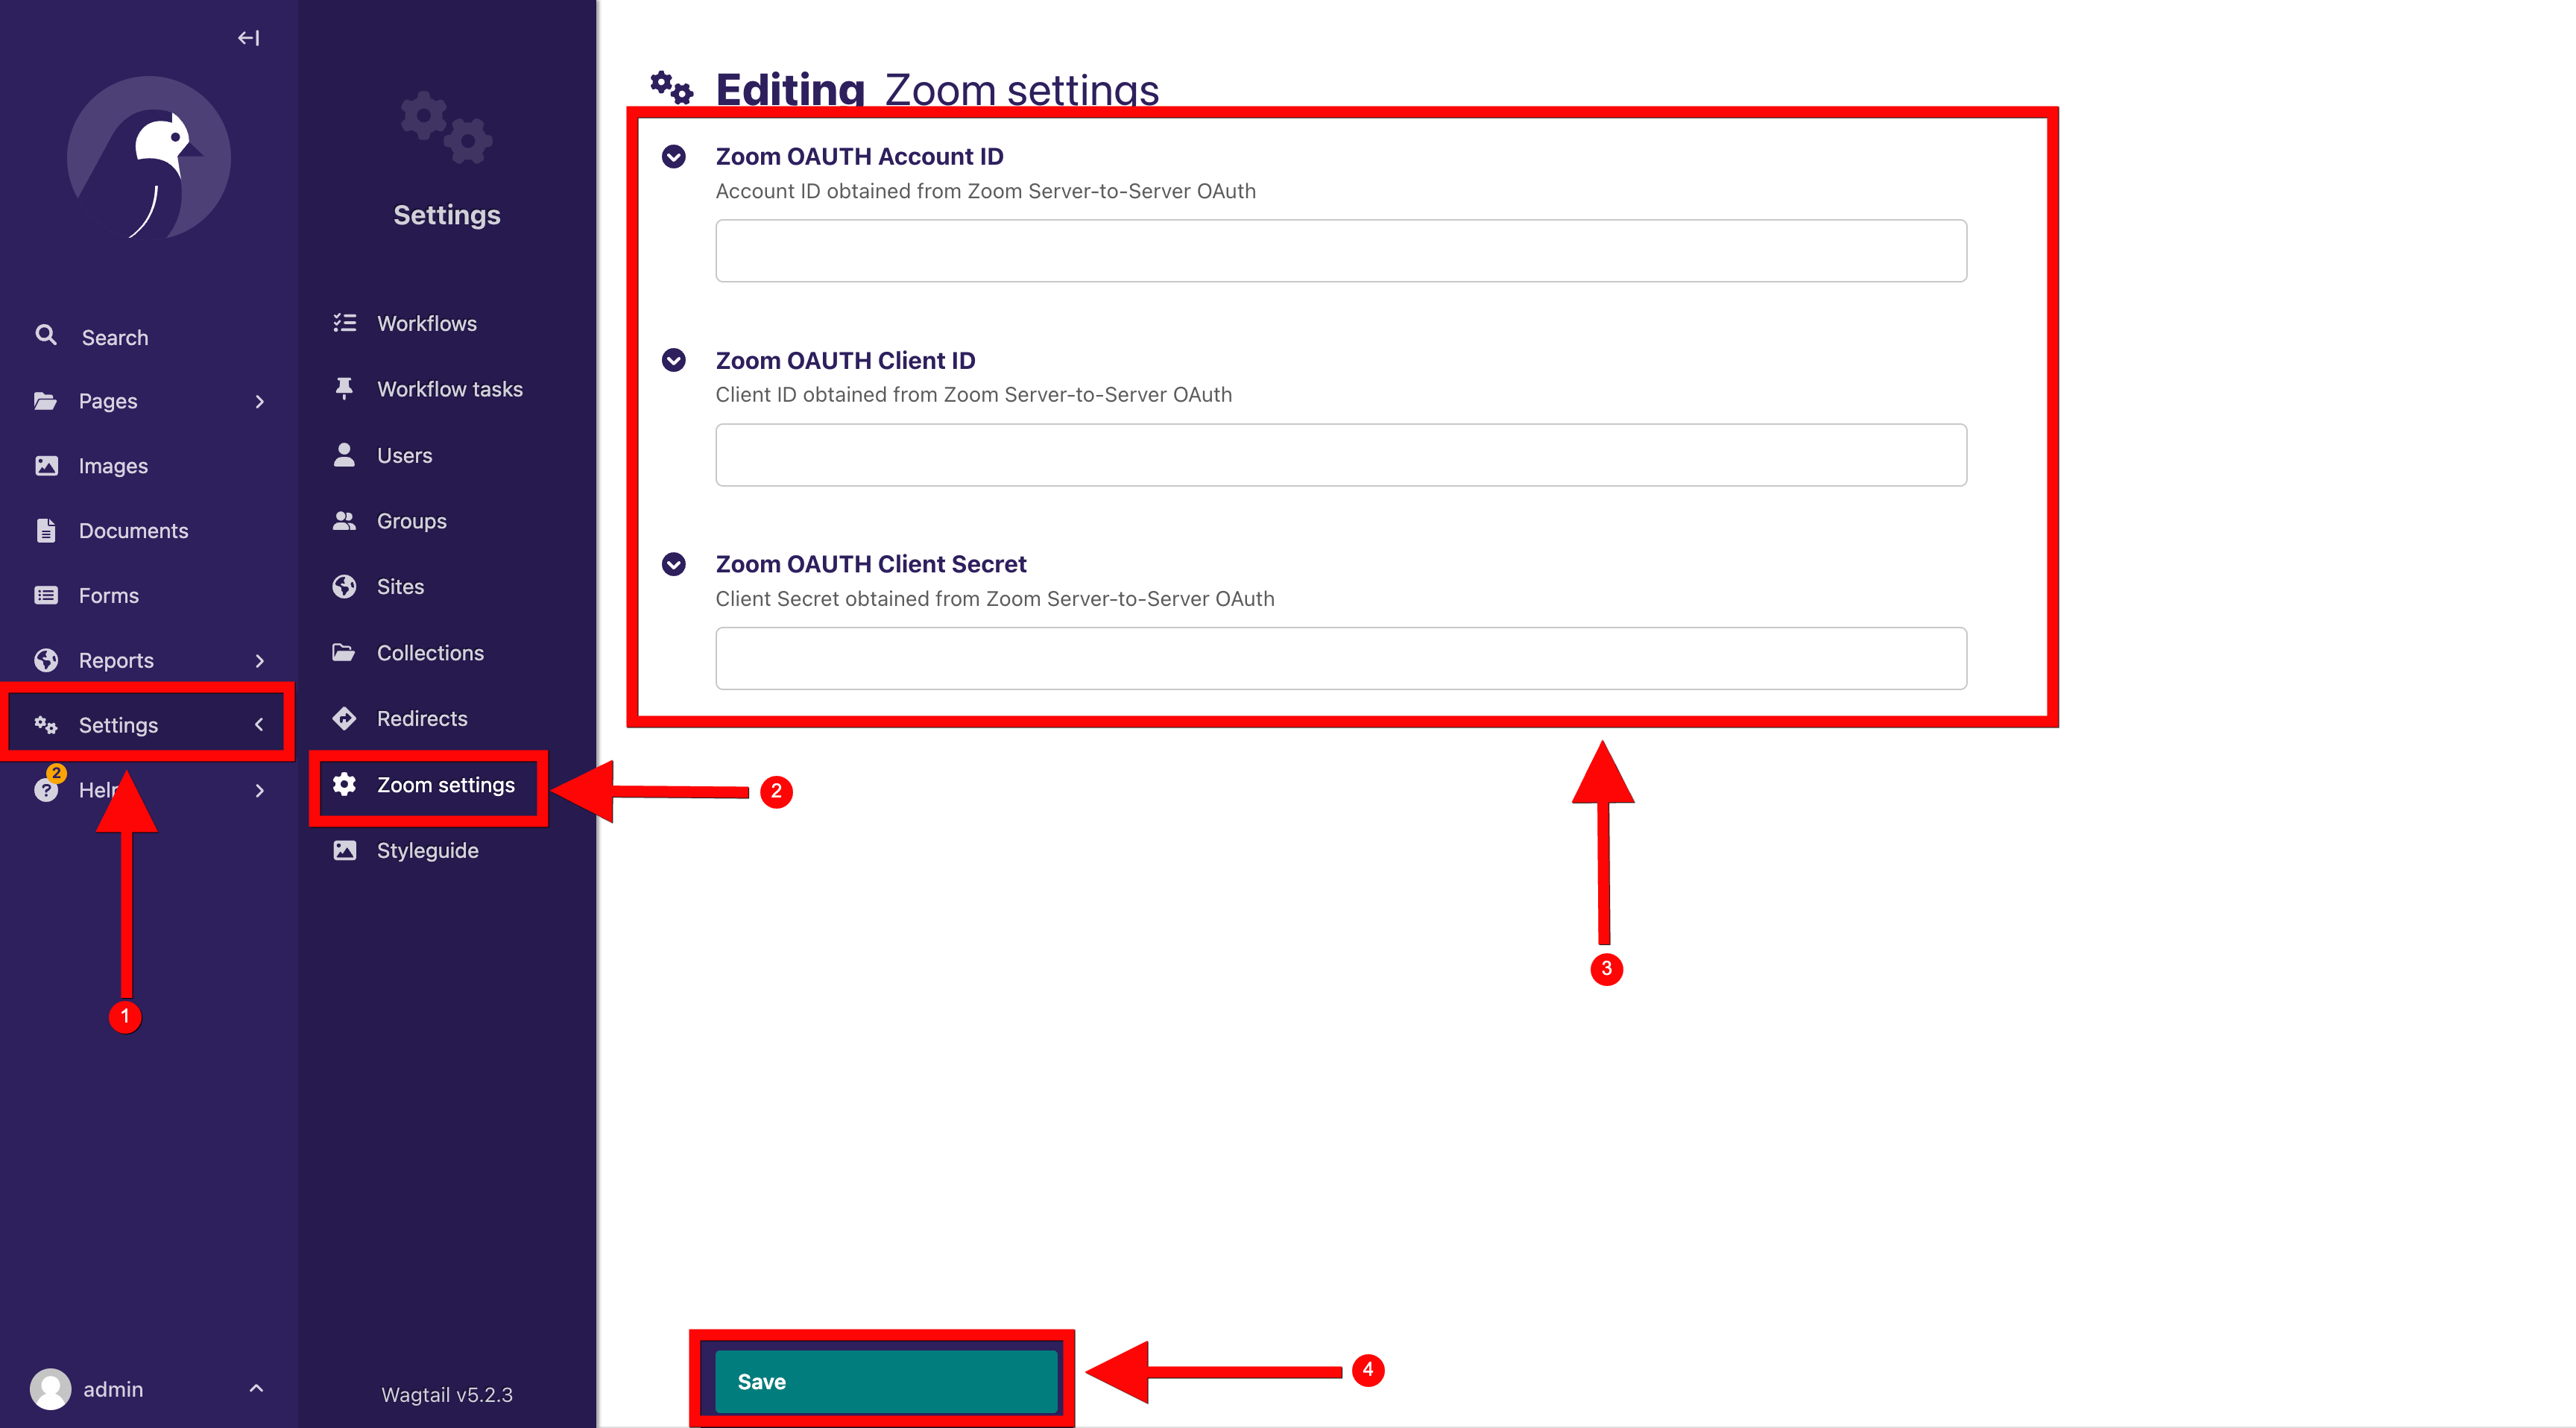 Search
Pages
Images
Documents
Forms
Reports
Settings
2
Help
1
admin
Settings
Workflows
Workflow tasks
Users
Groups
Sites
Collections
Redirects
Zoom settings
Styleguide
Wagtail v5.2.3
2
Editing Zoom settings
Zoom OAUTH Account ID
Account ID obtained from Zoom Server-to-Server OAuth
Zoom OAUTH Client ID
Client ID obtained from Zoom Server-to-Server OAuth
Zoom OAUTH Client Secret
Client Secret obtained from Zoom Server-to-Server OAuth
3
Save
4